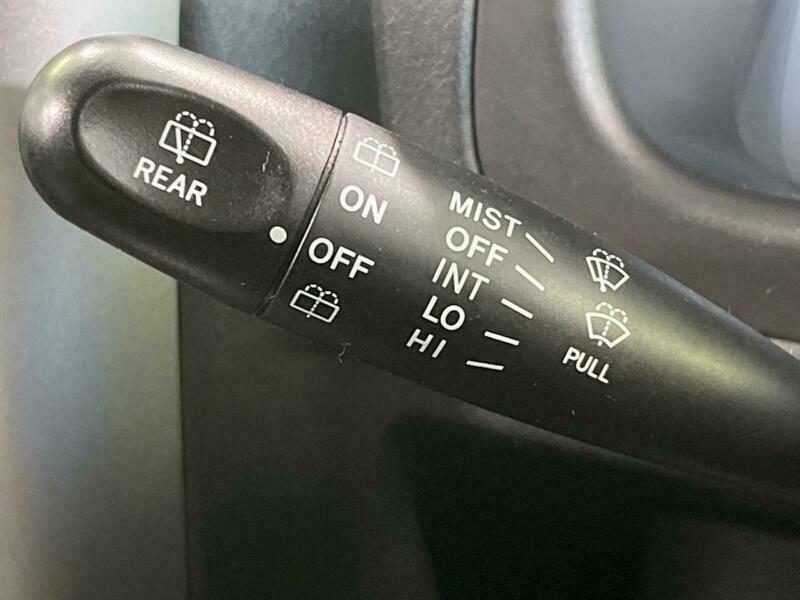 REAR
ON
OFF
MIST
OFF
INT
LO
HI
PULL